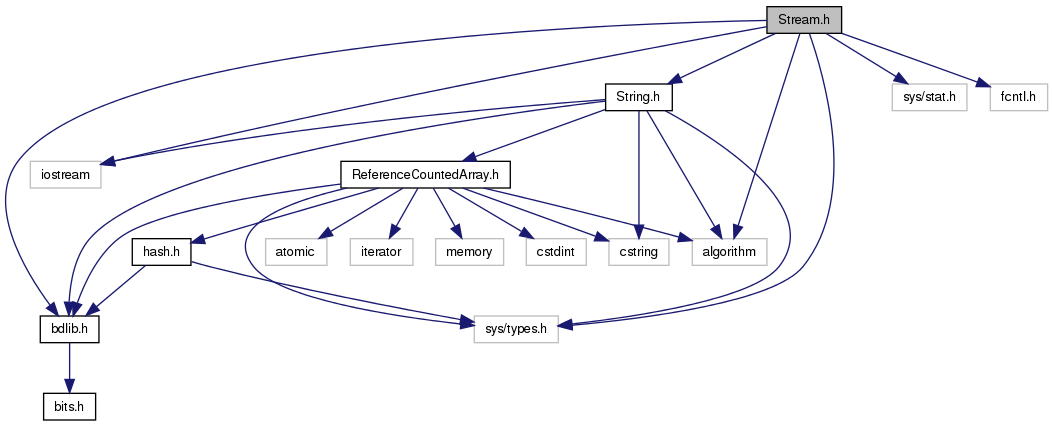 Stream.h
String.h
sys/stat.h
fcntl.h
iostream
ReferenceCountedArray.h
hash.h
atomic
iterator
memory
cstdint
cstring
algorithm
bdlib.h
sys/types.h
bits.h